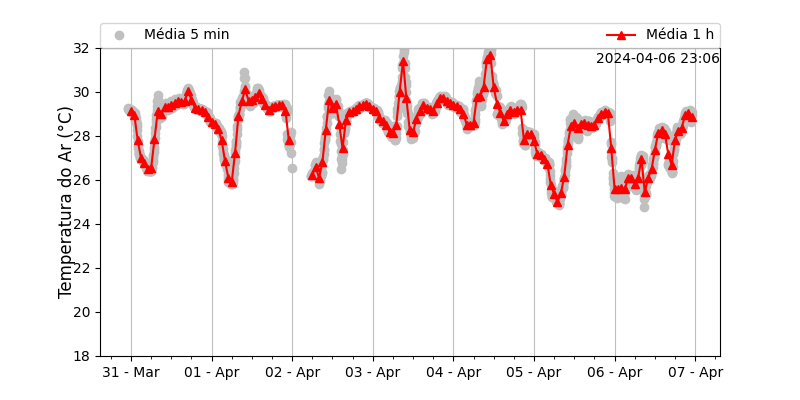 Média 5 min
Média 1 h
2024-04-06 23:06
Temperatura do Ar (°C)
32
30
28
26
24
22
20
18
31 - Mar
01 - Apr
02 - Apr
03 - Apr
04 - Apr
05 - Apr
06 - Apr
07 - Apr